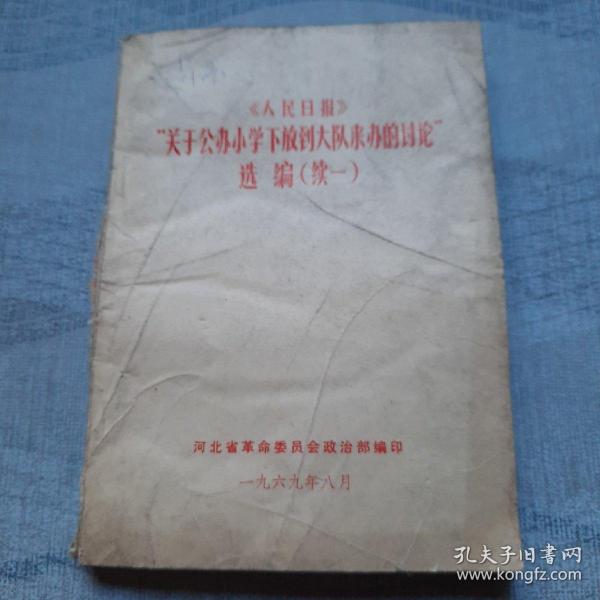 《人民日报》
“关于公办小学下放到大队来办的讨论”
选编(续一)
河北省革命委员会政治部编印
一九六九年八月
孔夫子旧书网
www.kongfz.com